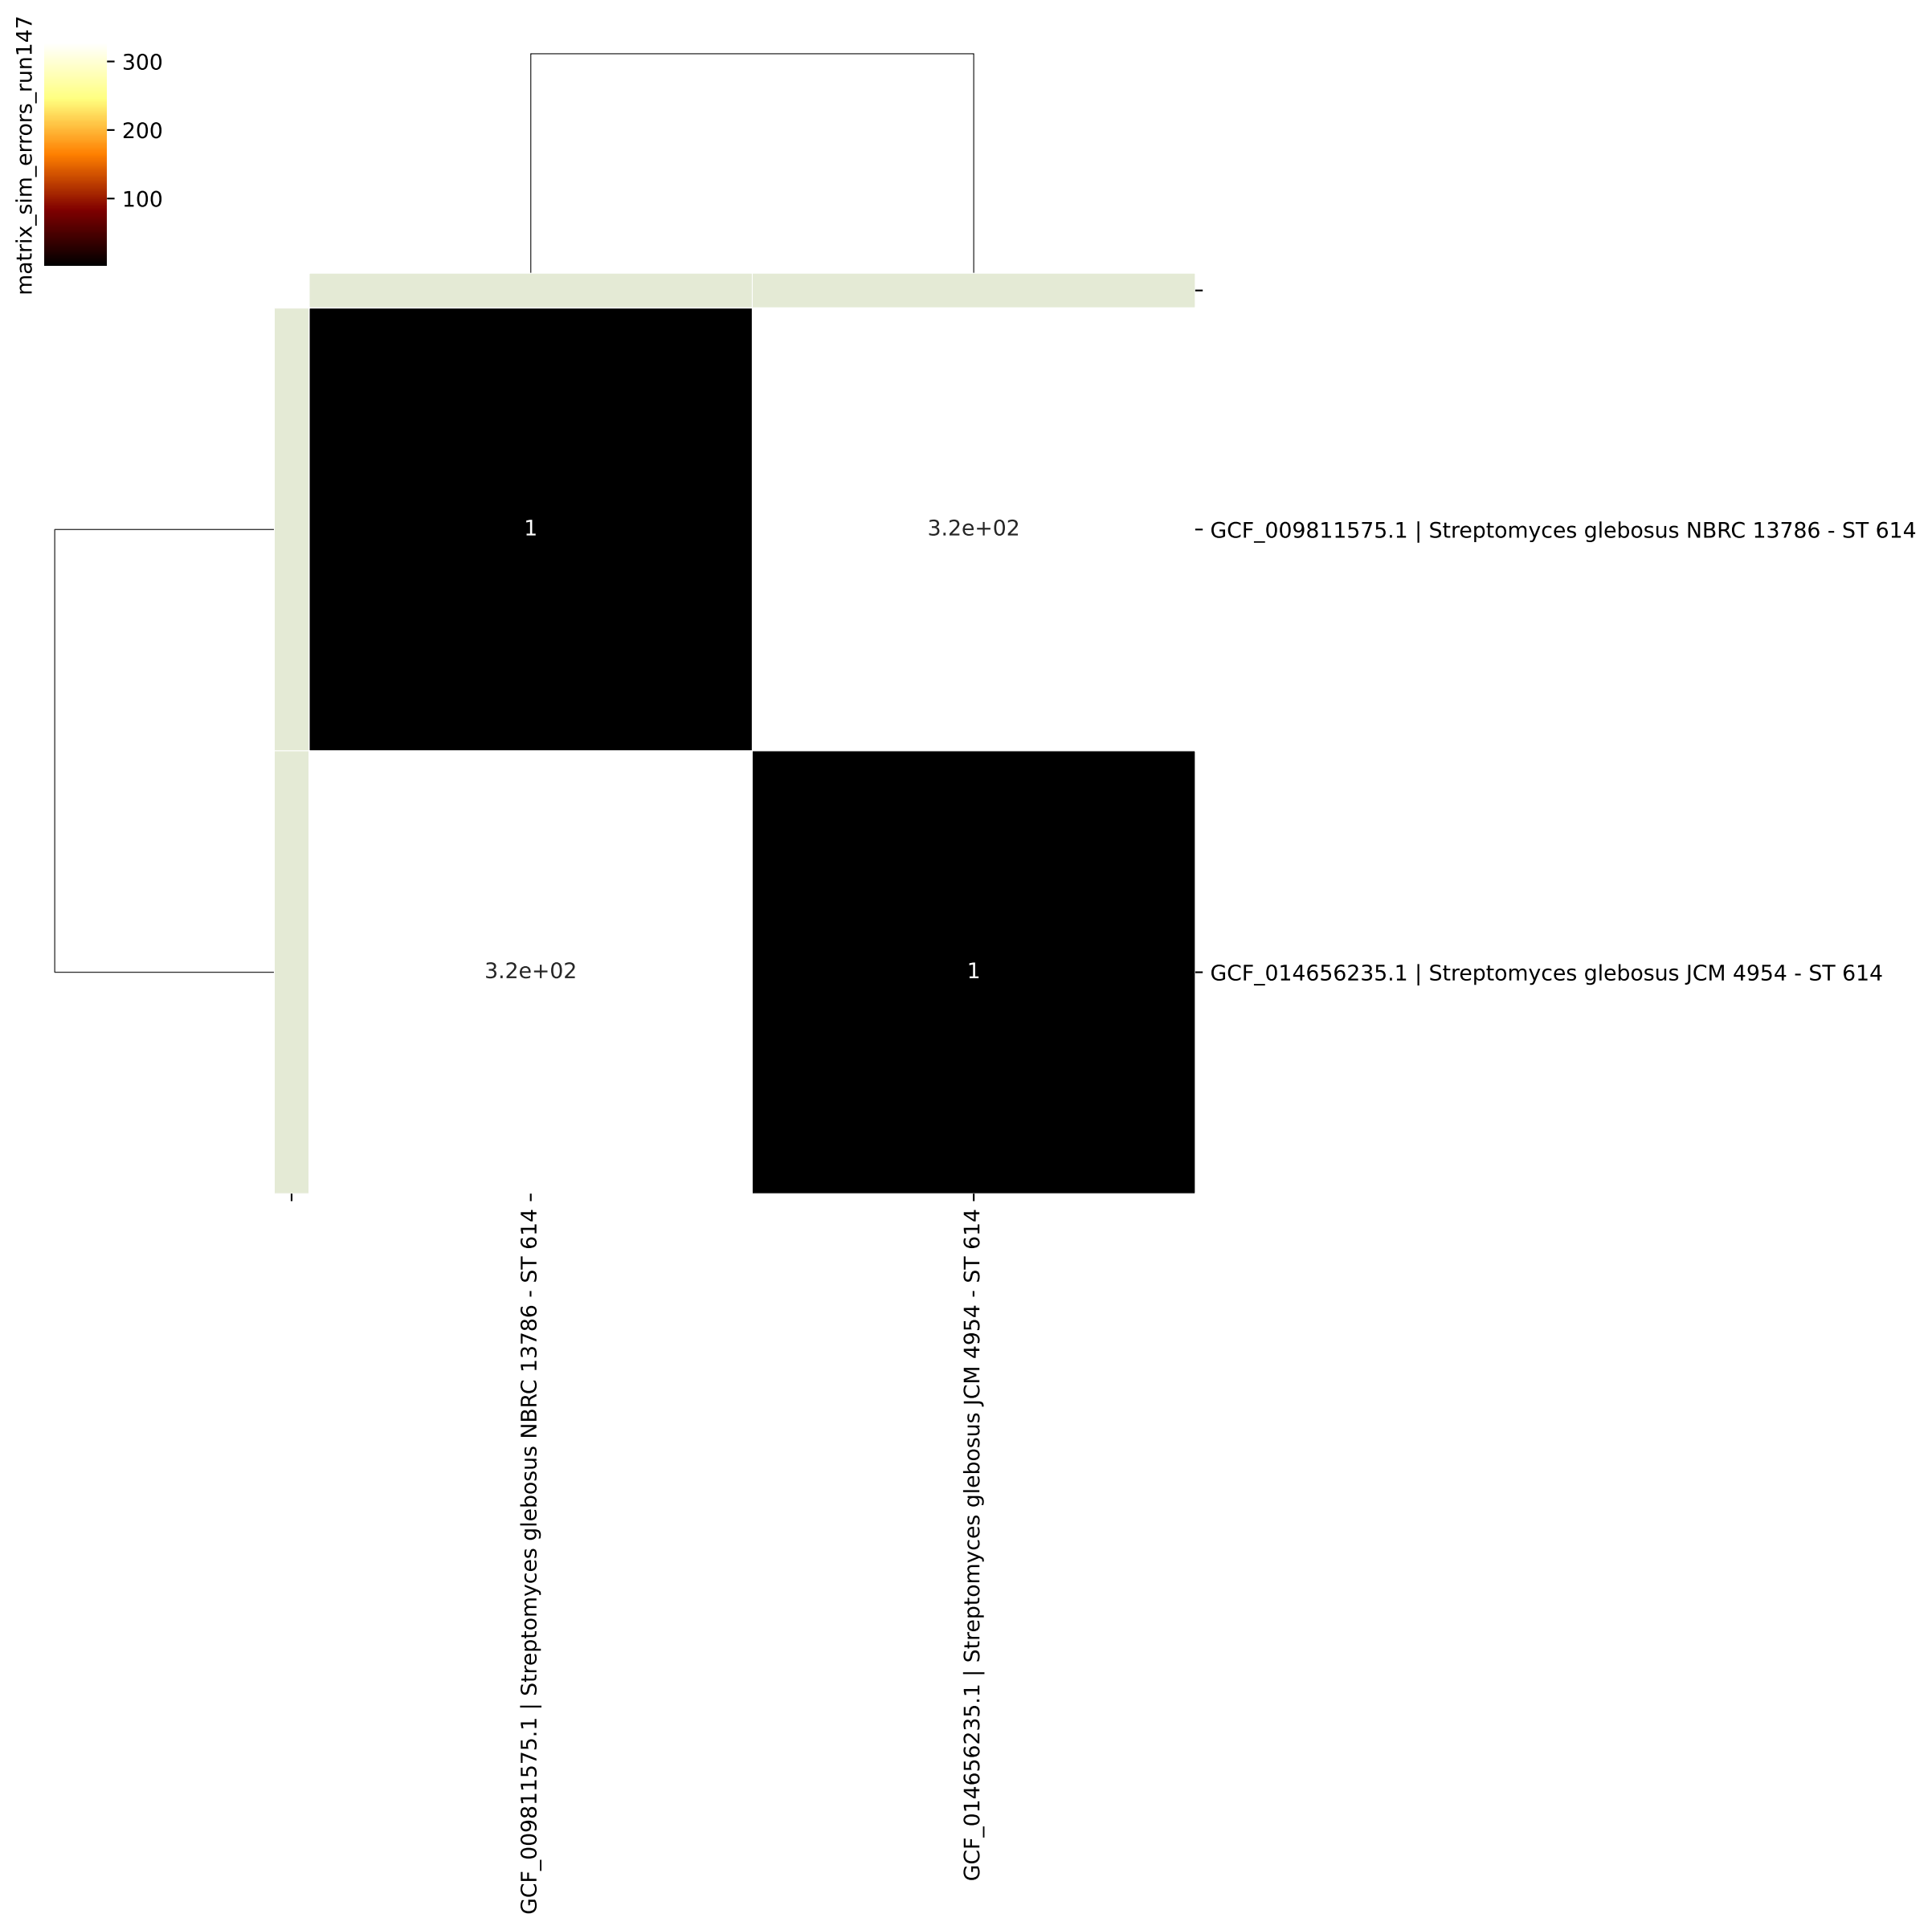 matrix_sim_errors_run147
300
200
100
1
3.2e+02
GCF_009811575.1 | Streptomyces glebosus NBRC 13786 - ST 614
3.2e+02
1
GCF_014656235.1 | Streptomyces glebosus JCM 4954 - ST 614
GCF_009811575.1 | Streptomyces glebosus NBRC 13786 - ST 614
GCF_014656235.1 | Streptomyces glebosus JCM 4954 - ST 614